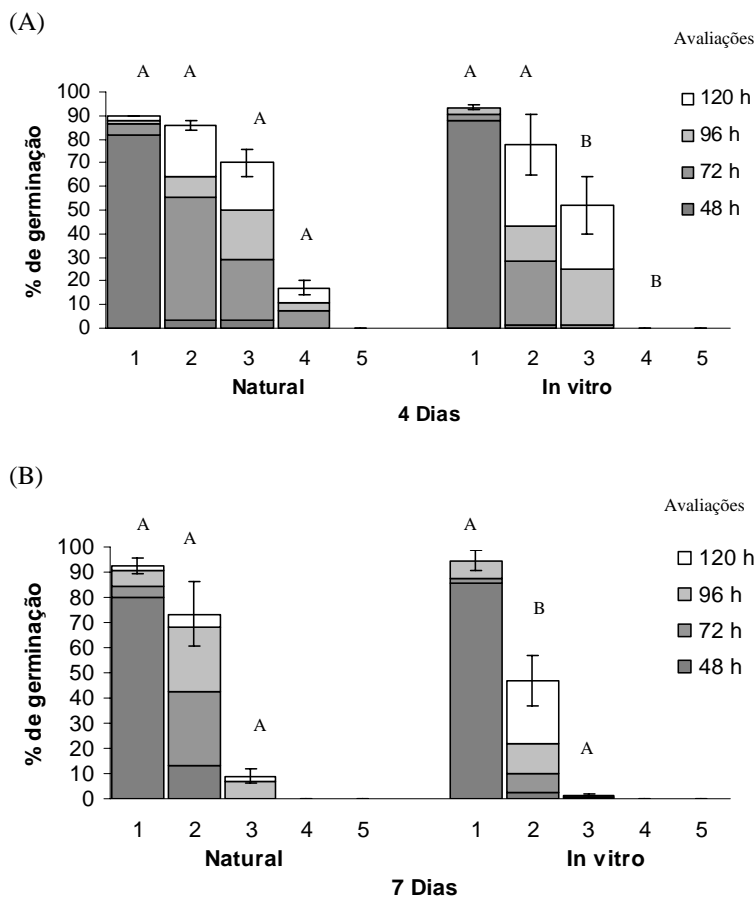 (A)
Avaliações
A A A A A A B B
120 h
96 h
72 h
48 h
% de germinação
100
90
80
70
60
50
40
30
20
10
0
1 2 3 4 5 1 2 3 4 5
Natural In vitro
4 Dias
(B)
Avaliações
A A A A B A
120 h
96 h
72 h
48 h
% de germinação
100
90
80
70
60
50
40
30
20
10
0
1 2 3 4 5 1 2 3 4 5
Natural In vitro
7 Dias